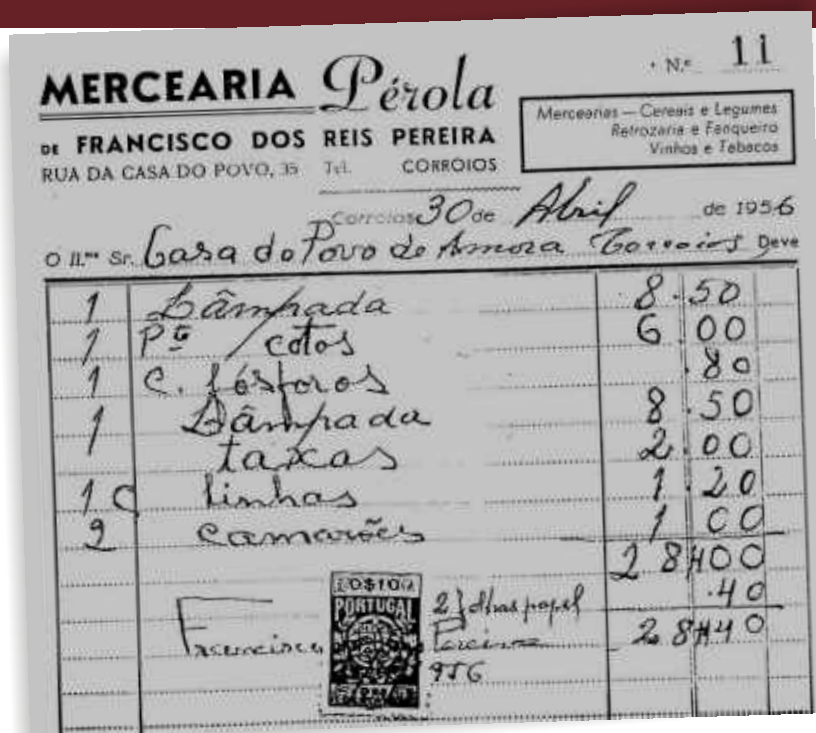 • N.º 11
MERCEARIA Pérola
DE FRANCISCO DOS REIS PEREIRA
RUA DA CASA DO POVO, 35 Tel. CORROIOS
Mercearias — Cereais e Legumes
Retrozaria e Fanqueiro
Vinhos e Tabacos
Corroios 30 de Abril de 1956
O Il.mo Sr. Casa do Povo de Amora Corroios Deve
1 Lâmpada 8.50
1 P.º / cotos 6 00
1 C. fósforos .80
1 Lâmpada 8.50
taxas 2.00
1 C linhas 1.20
2 camarões 1 00
28$00
2 folhas papel .40
28$40
Francisco Pereira
956
$10
PORTUGAL